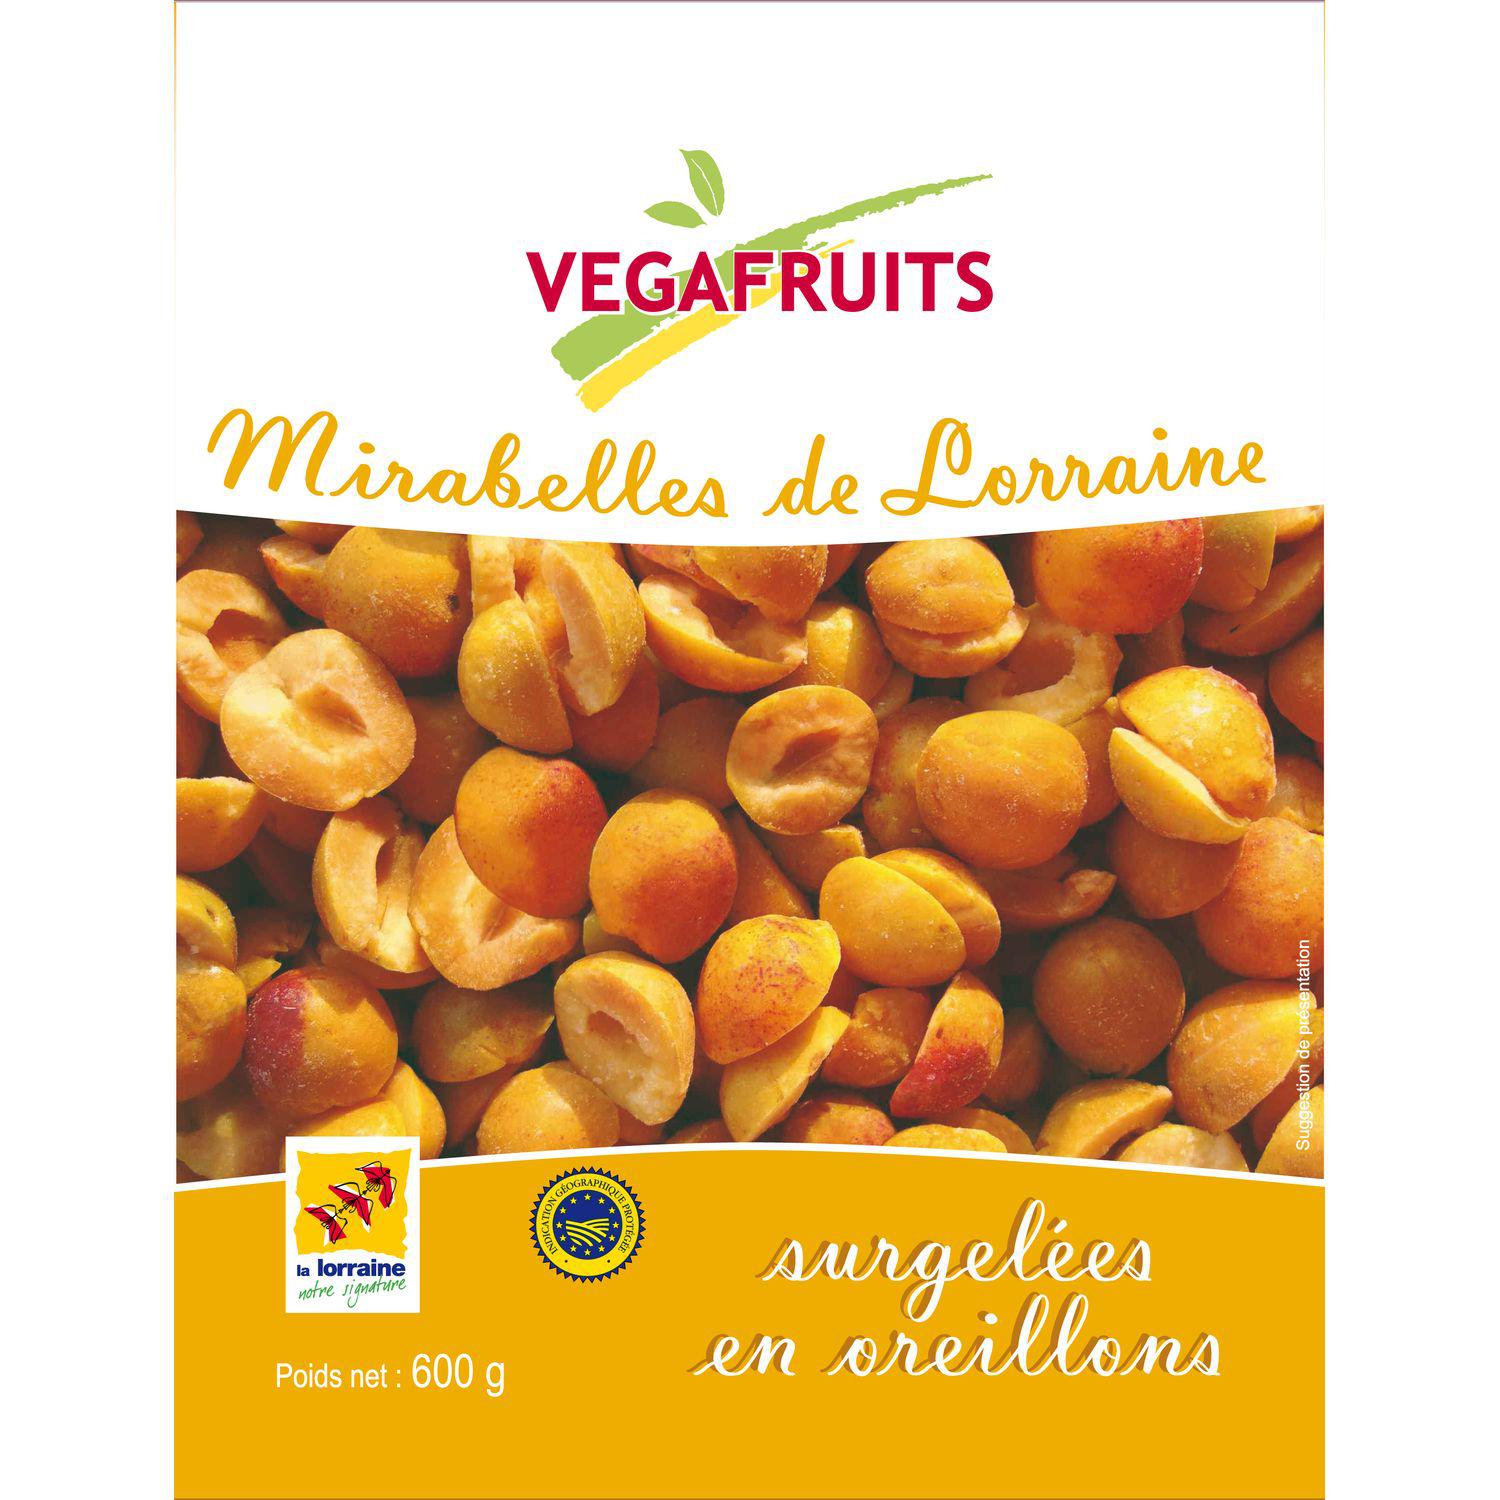 VEGAFRUITS
Mirabelles de Lorraine
Suggestion de présentation
la lorraine
notre signature
INDICATION GÉOGRAPHIQUE PROTÉGÉE
surgelées
en oreillons
Poids net : 600 g